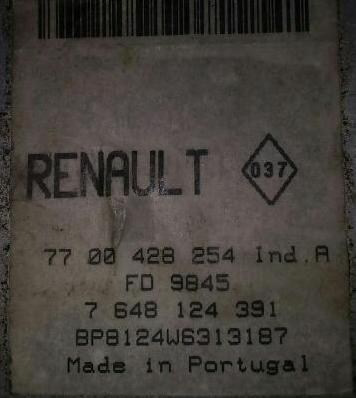 RENAULT 037
77 00 428 254 Ind.A
FD 9845
7 648 124 391
BP8124W6313187
Made in Portugal